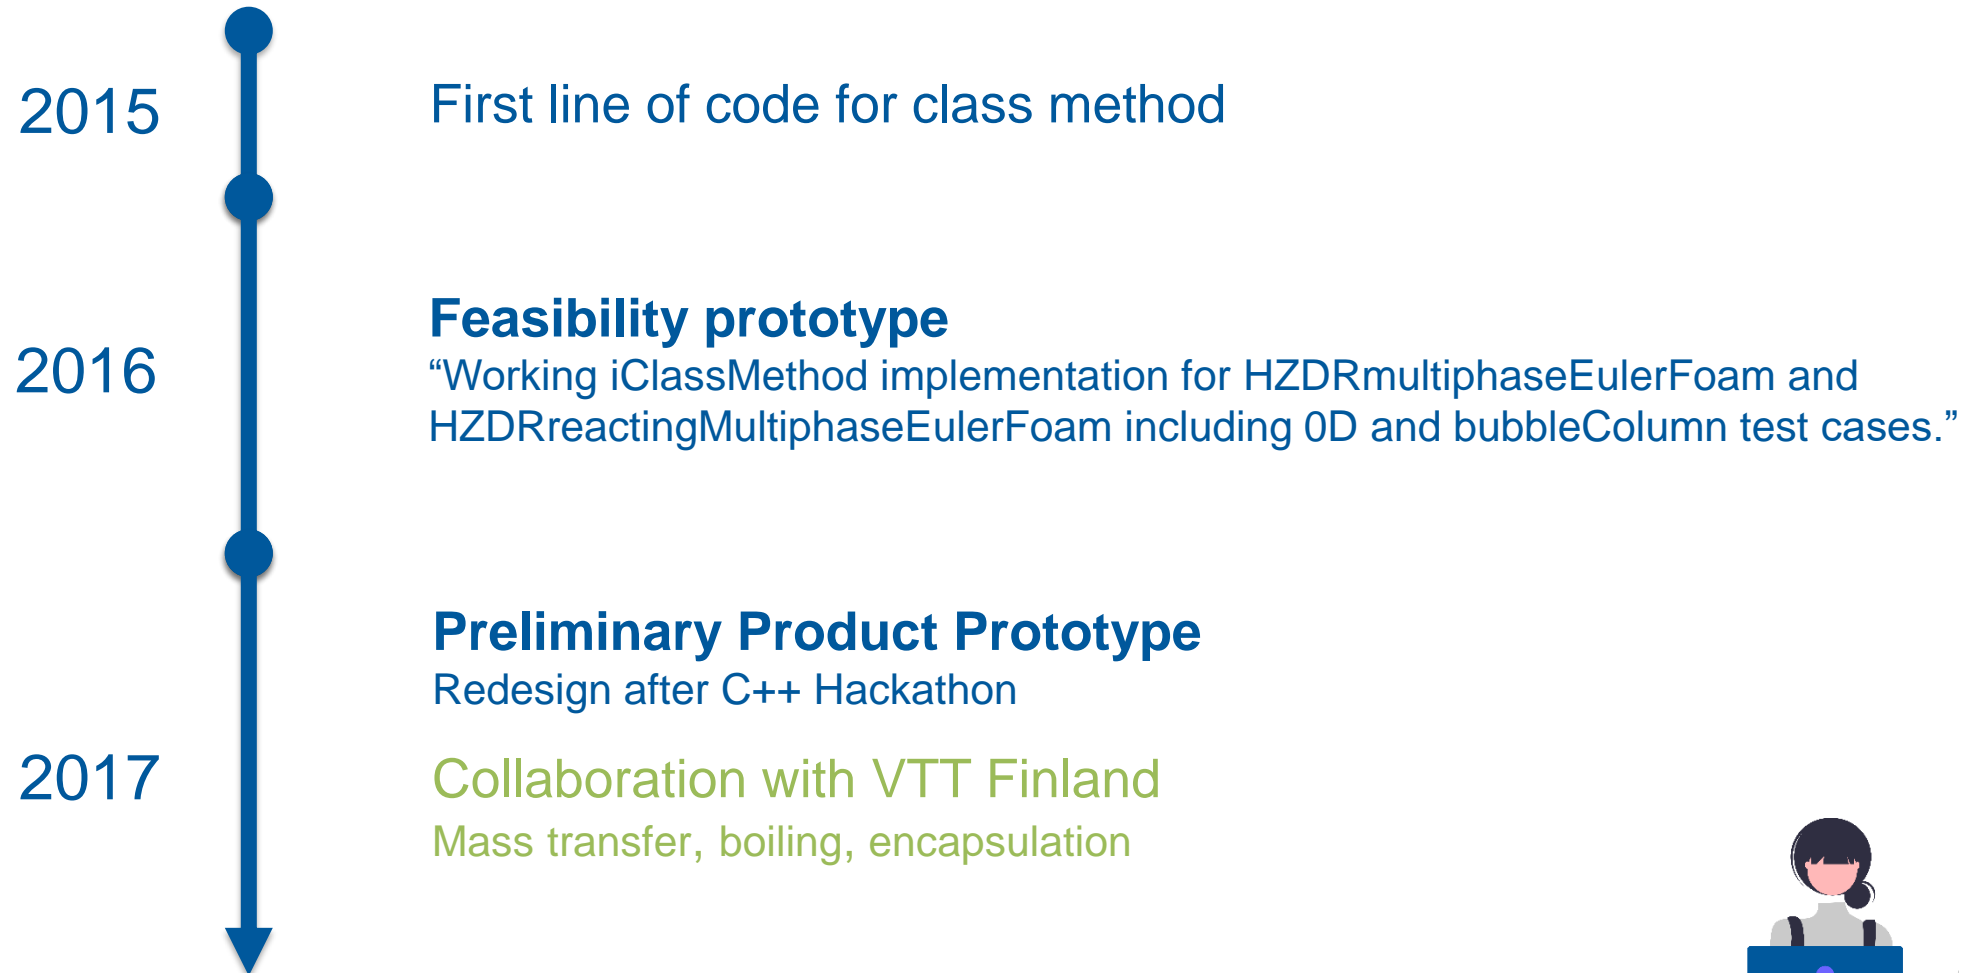 2015
First line of code for class method
2016
Feasibility prototype
“Working iClassMethod implementation for HZDRmultiphaseEulerFoam and
HZDRreactingMultiphaseEulerFoam including 0D and bubbleColumn test cases.”
Preliminary Product Prototype
Redesign after C++ Hackathon
2017
Collaboration with VTT Finland
Mass transfer, boiling, encapsulation